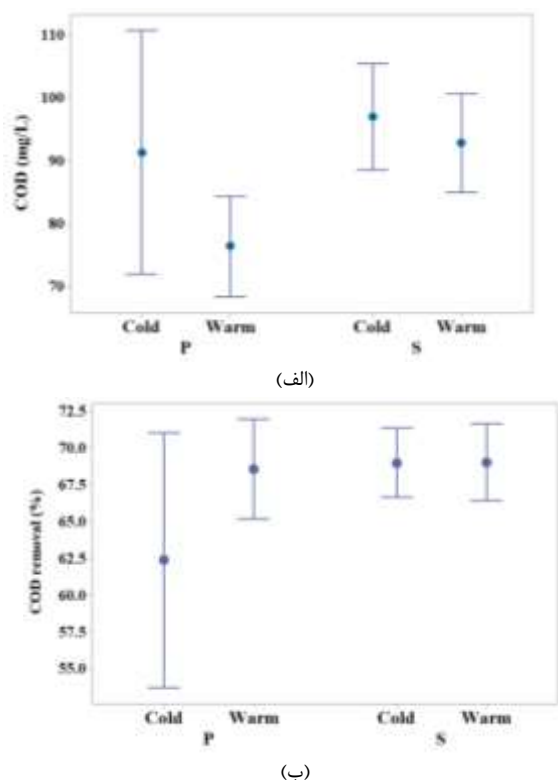 COD (mg/L)
110
100
90
80
70
Cold Warm Cold Warm
P S
(الف)
COD removal (%)
72.5
70.0
67.5
65.0
62.5
60.0
57.5
55.0
Cold Warm Cold Warm
P S
(ب)